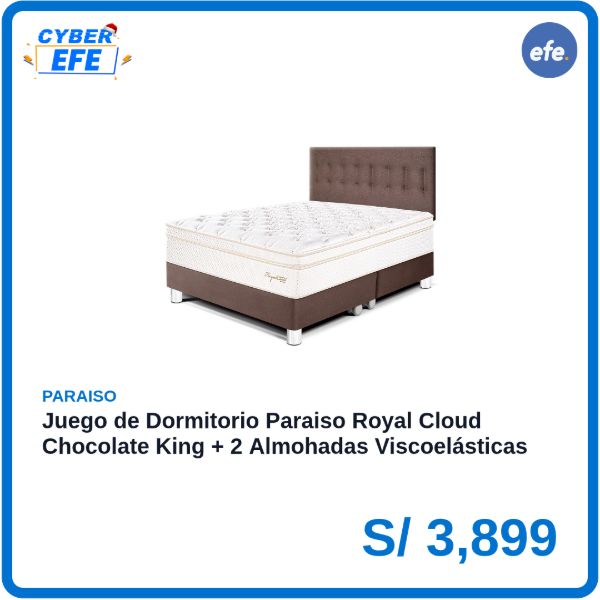 CYBER
EFE
efe.
PARAISO
Juego de Dormitorio Paraiso Royal Cloud
Chocolate King + 2 Almohadas Viscoelásticas
S/ 3,899